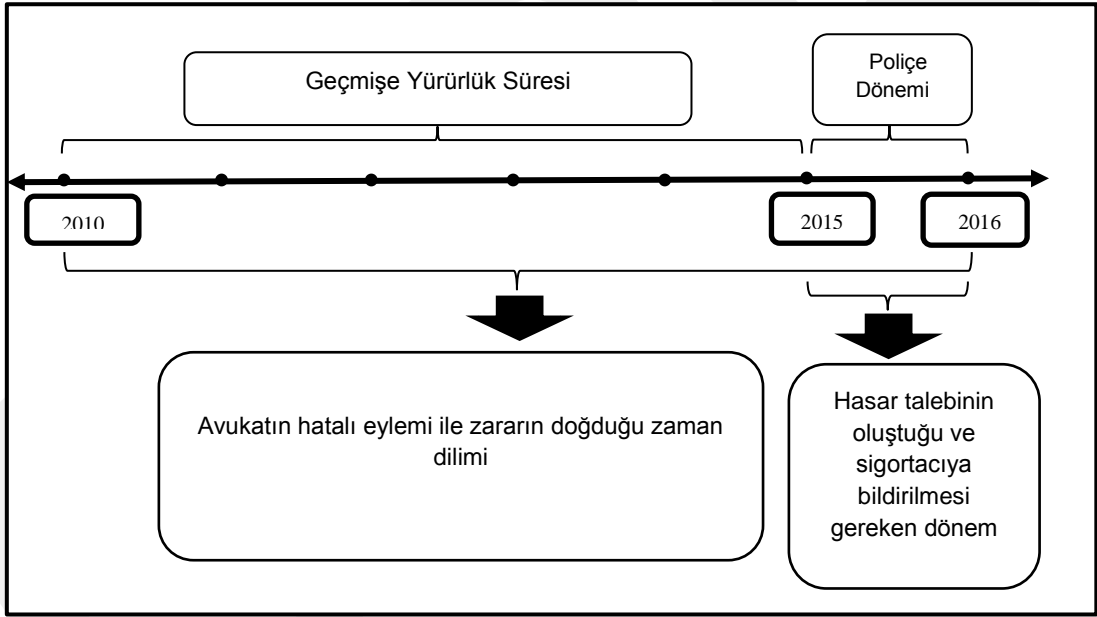 Geçmişe Yürürlük Süresi
Poliçe
Dönemi
2010
2015
2016
Avukatın hatalı eylemi ile zararın doğduğu zaman
dilimi
Hasar talebinin
oluştuğu ve
sigortacıya
bildirilmesi
gereken dönem